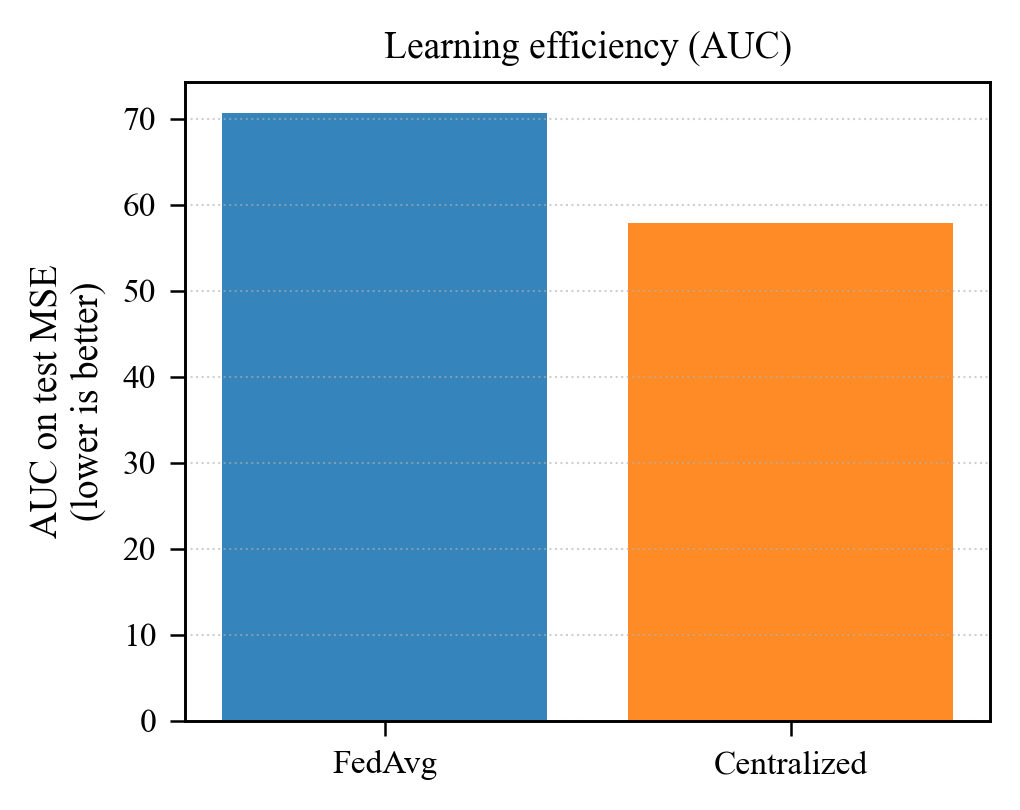 Learning efficiency (AUC)
AUC on test MSE
(lower is better)
70
60
50
40
30
20
10
0
FedAvg
Centralized